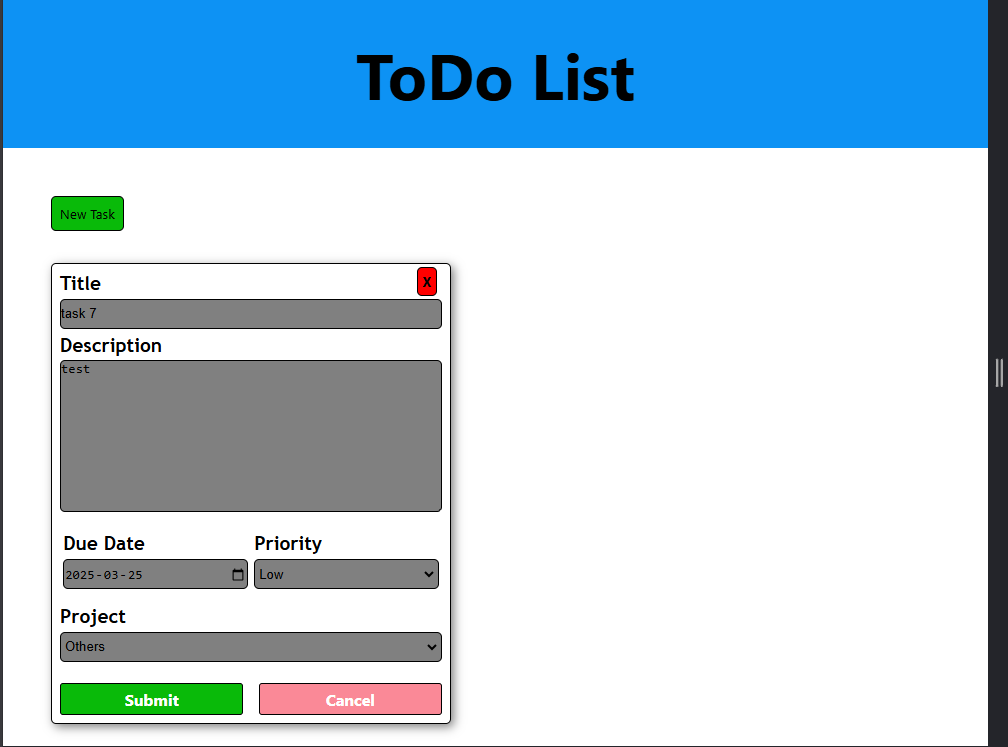 ToDo List
New Task
Title X
task 7
Description
test
Due Date Priority
2025-03-25 Low
Project
Others
Submit Cancel